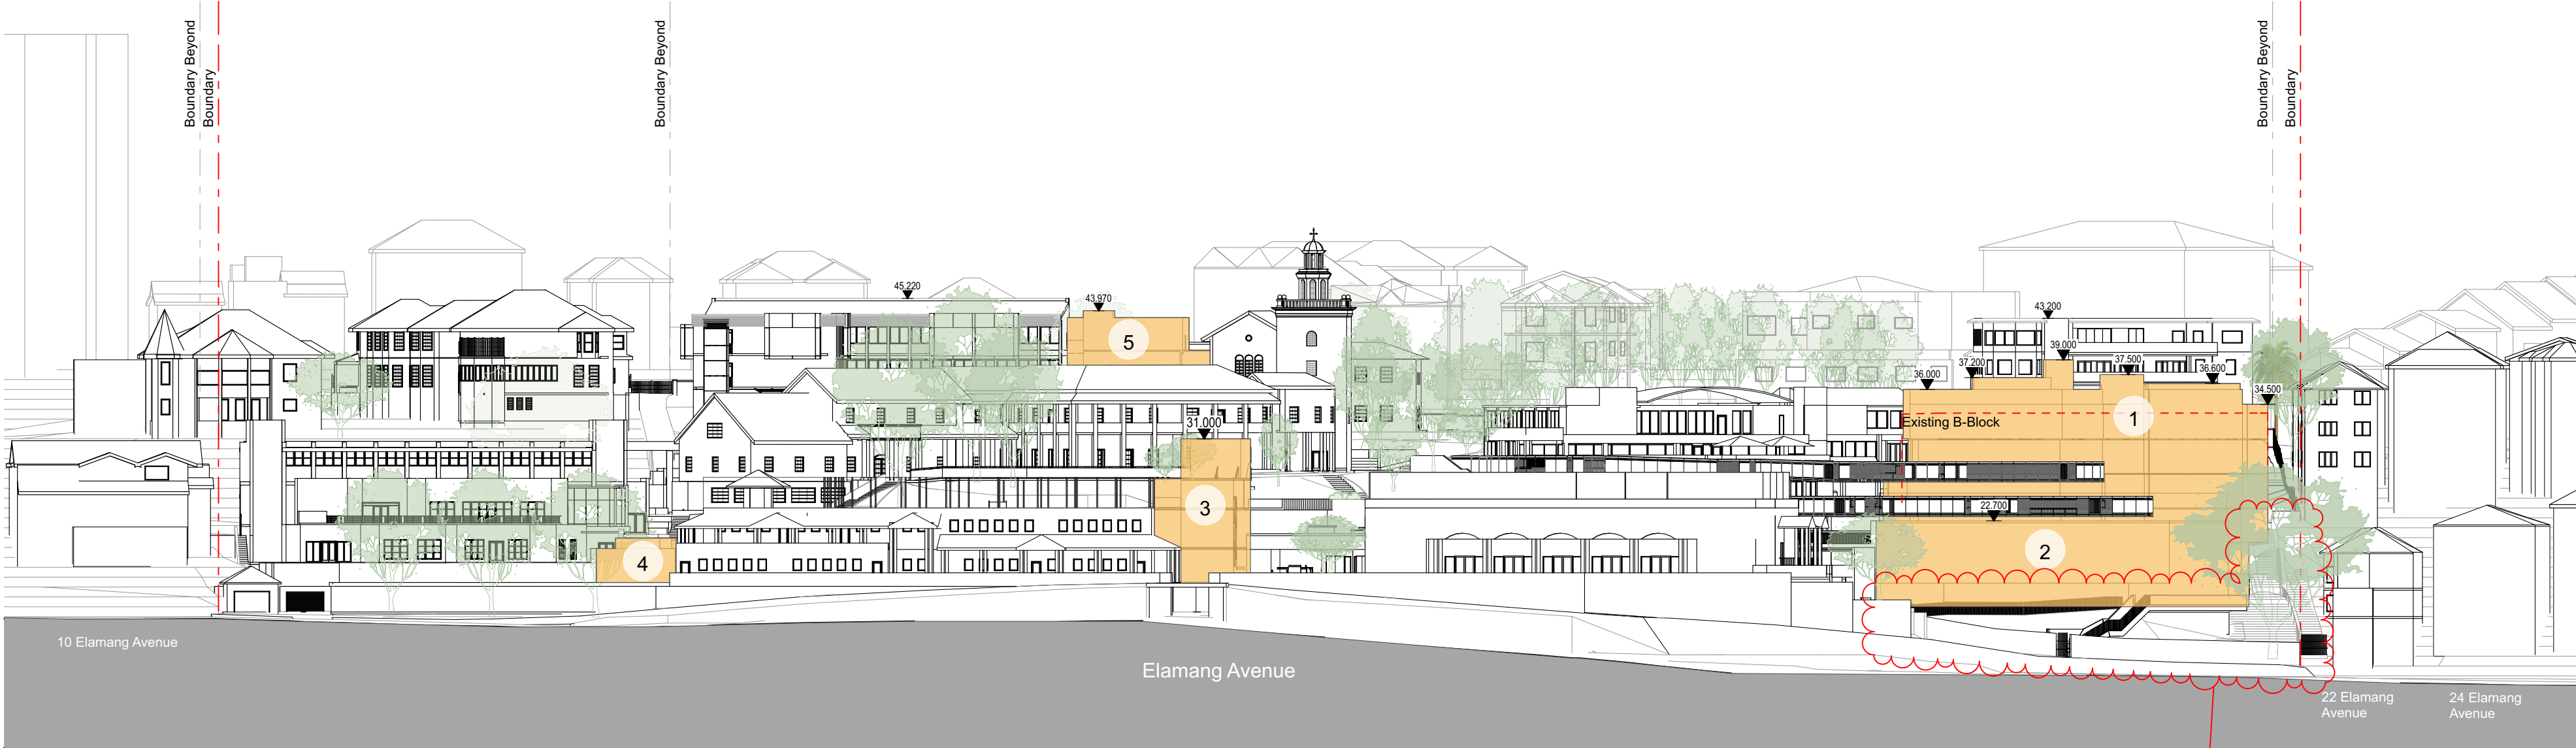 Boundary Beyond
Boundary
Boundary Beyond
Boundary Beyond
Boundary
45.220
43.970
5
43.200
39.000
37.200
37.500
36.600
36.000
34.500
1
Existing B-Block
31.000
3
22.700
2
4
10 Elamang Avenue
Elamang Avenue
22 Elamang
Avenue
24 Elamang
Avenue